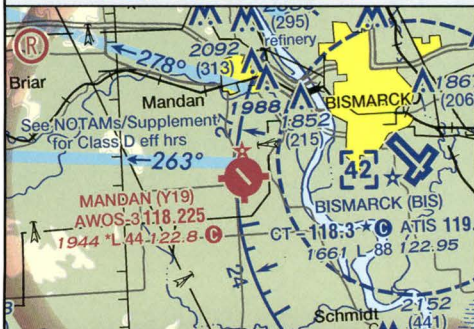 (295)
refinery
2092
(313)
R
278°
Briar
Mandan
1988
BISMARCK
186
(206
1852
(215)
See NOTAMs/Supplement
for Class D eff hrs
263°
42
MANDAN (Y19)
AWOS-3 118.225
1944 *L 44 122.8 C
BISMARCK (BIS)
CT - 118.3 * C ATIS 119.
1661 L 88 122.95
24
Schmidt
2152
(441)